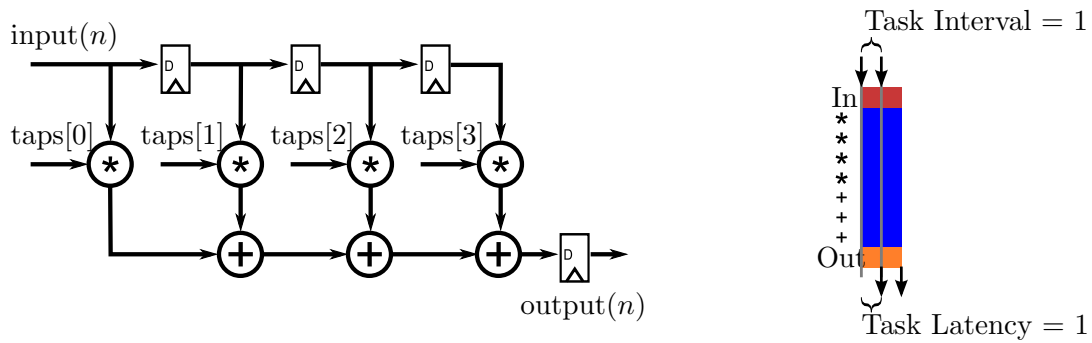 input(n)
D
D
D
taps[0]
taps[1]
taps[2]
taps[3]
*
*
*
*
+
+
+
D
output(n)
Task Interval = 1
In
*
*
*
*
+
+
+
Out
Task Latency = 1